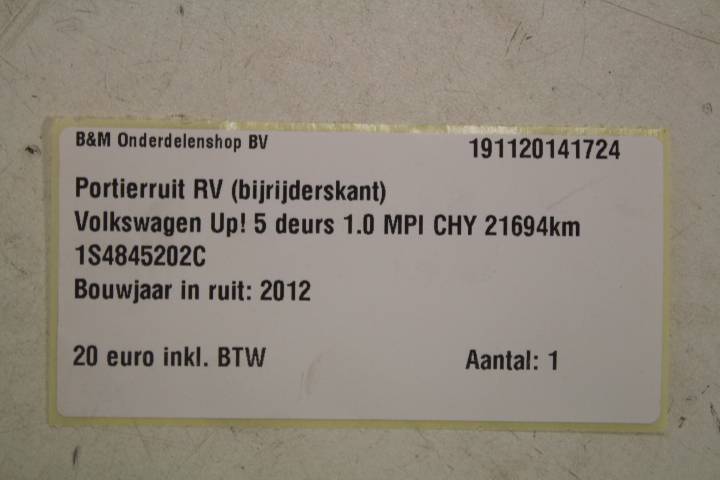 B&M Onderdelenshop BV
191120141724
Portierruit RV (bijrijderskant)
Volkswagen Up! 5 deurs 1.0 MPI CHY 21694km
1S4845202C
Bouwjaar in ruit: 2012
20 euro inkl. BTW
Aantal: 1